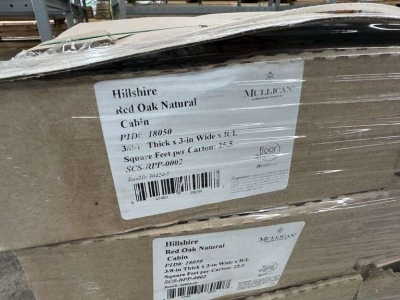 Hillshire
Red Oak Natural
Cabin
PID#: 18050
Thick x 3-in Wide x R/L
Square Feet per Carton: 25.5
SCS-RPP-0002
MULLICAN
floor
Hillshire
Red Oak Natural
Cabin
PID#: 18050
3/8-in Thick x 3-in Wide x R/L
Square Feet per Carton: 25.5
SCS-RPP-0002
MULLICAN